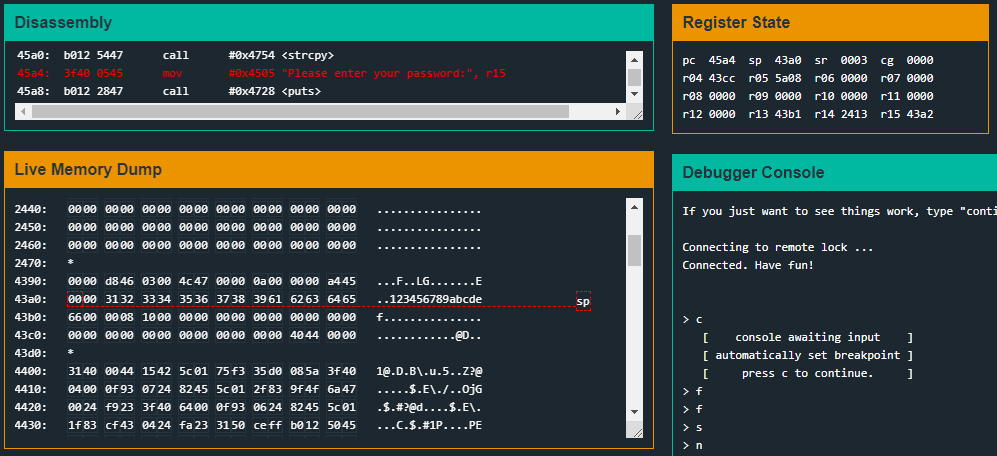 Disassembly
45a0: b012 5447 call #0x4754 <strcpy>
45a4: 3f40 0545 mov #0x4505 "Please enter your password:", r15
45a8: b012 2847 call #0x4728 <puts>
Register State
pc 45a4 sp 43a0 sr 0003 cg 0000
r04 43cc r05 5a08 r06 0000 r07 0000
r08 0000 r09 0000 r10 0000 r11 0000
r12 0000 r13 43b1 r14 2413 r15 43a2
Live Memory Dump
2440: 0000 0000 0000 0000 0000 0000 0000 0000 ................
2450: 0000 0000 0000 0000 0000 0000 0000 0000 ................
2460: 0000 0000 0000 0000 0000 0000 0000 0000 ................
2470: *
4390: 0000 d846 0300 4c47 0000 0a00 0000 a445 ...F..LG.......E
43a0: 0000 3132 3334 3536 3738 3961 6263 6465 ..123456789abcde sp
43b0: 6600 0008 1000 0000 0000 0000 0000 0000 f...............
43c0: 0000 0000 0000 0000 0000 0000 4044 0000 ............@D..
43d0: *
4400: 3140 0044 1542 5c01 75f3 35d0 085a 3f40 1@.D.B\.u.5..Z?@
4410: 0400 0f93 0724 8245 5c01 2f83 9f4f 6a47 .....$.E\./..OjG
4420: 0024 f923 3f40 6400 0f93 0624 8245 5c01 .$.#?@d....$.E\.
4430: 1f83 cf43 0424 fa23 3150 ceff b012 5045 ...C.$.#1P....PE
Debugger Console
If you just want to see things work, type "conti
Connecting to remote lock ...
Connected. Have fun!
> c
[ console awaiting input ]
[ automatically set breakpoint ]
[ press c to continue. ]
> f
> f
> s
> n